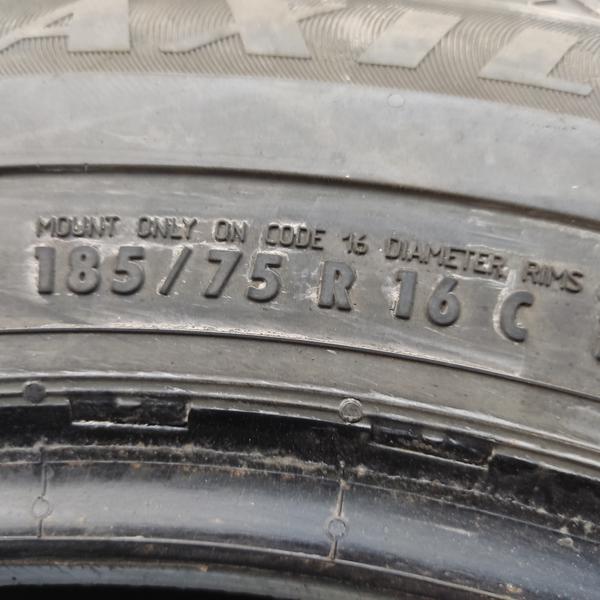 MOUNT ONLY ON CODE 16 DIAMETER RIMS
185/75 R 16 C